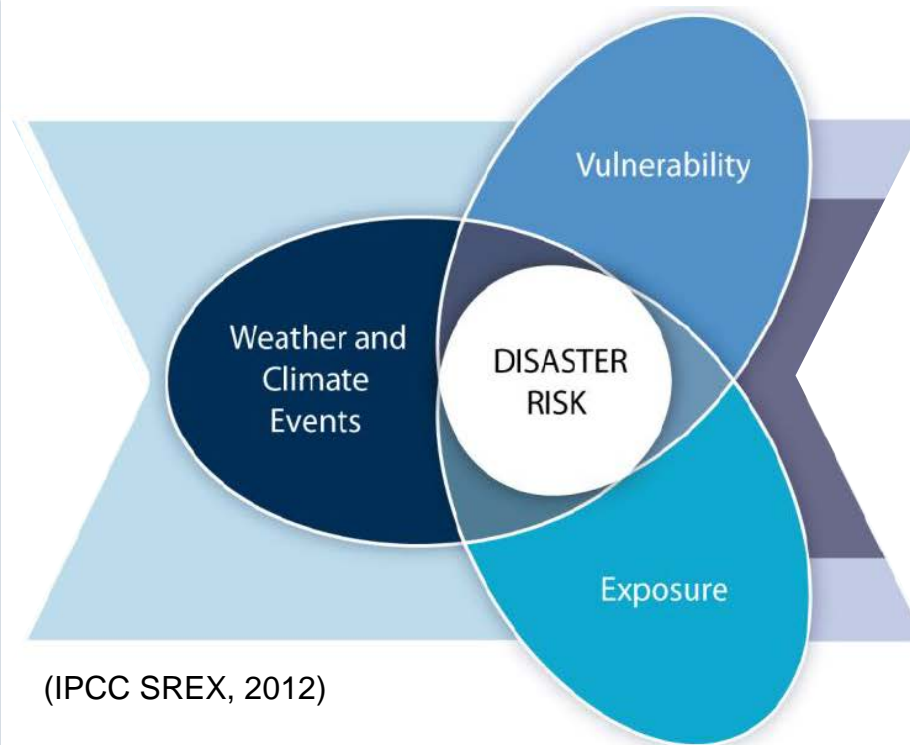 Vulnerability
Weather and
Climate
Events
DISASTER
RISK
Exposure
(IPCC SREX, 2012)